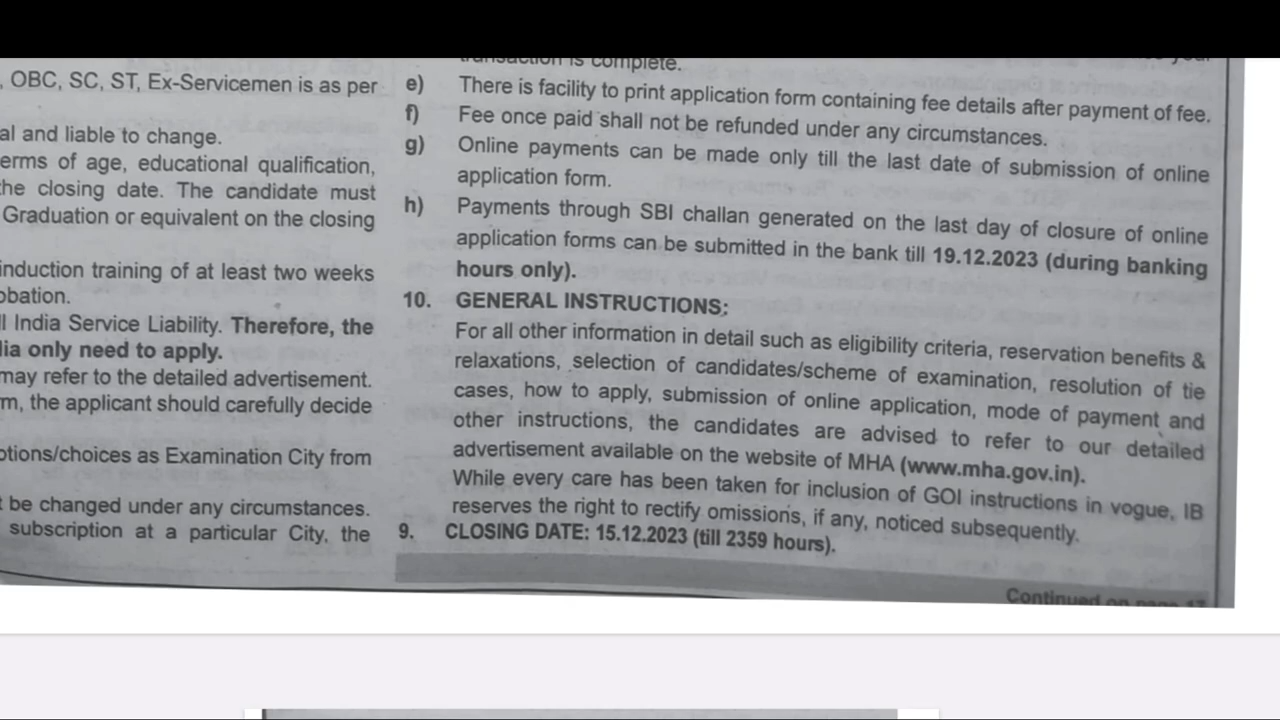 , OBC, SC, ST, Ex-Servicemen is as per
al and liable to change.
erms of age, educational qualification,
the closing date. The candidate must
Graduation or equivalent on the closing
induction training of at least two weeks
obation.
ll India Service Liability. Therefore, the
dia only need to apply.
may refer to the detailed advertisement.
m, the applicant should carefully decide
otions/choices as Examination City from
t be changed under any circumstances.
subscription at a particular City, the
transaction is complete.
e) There is facility to print application form containing fee details after payment of fee.
f) Fee once paid shall not be refunded under any circumstances.
g) Online payments can be made only till the last date of submission of online
application form.
h) Payments through SBI challan generated on the last day of closure of online
application forms can be submitted in the bank till 19.12.2023 (during banking
hours only).
10. GENERAL INSTRUCTIONS:
For all other information in detail such as eligibility criteria, reservation benefits &
relaxations, selection of candidates/scheme of examination, resolution of tie
cases, how to apply, submission of online application, mode of payment and
other instructions, the candidates are advised to refer to our detailed
advertisement available on the website of MHA (www.mha.gov.in).
While every care has been taken for inclusion of GOI instructions in vogue, IB
reserves the right to rectify omissions, if any, noticed subsequently.
9. CLOSING DATE: 15.12.2023 (till 2359 hours).
Continued on page 17